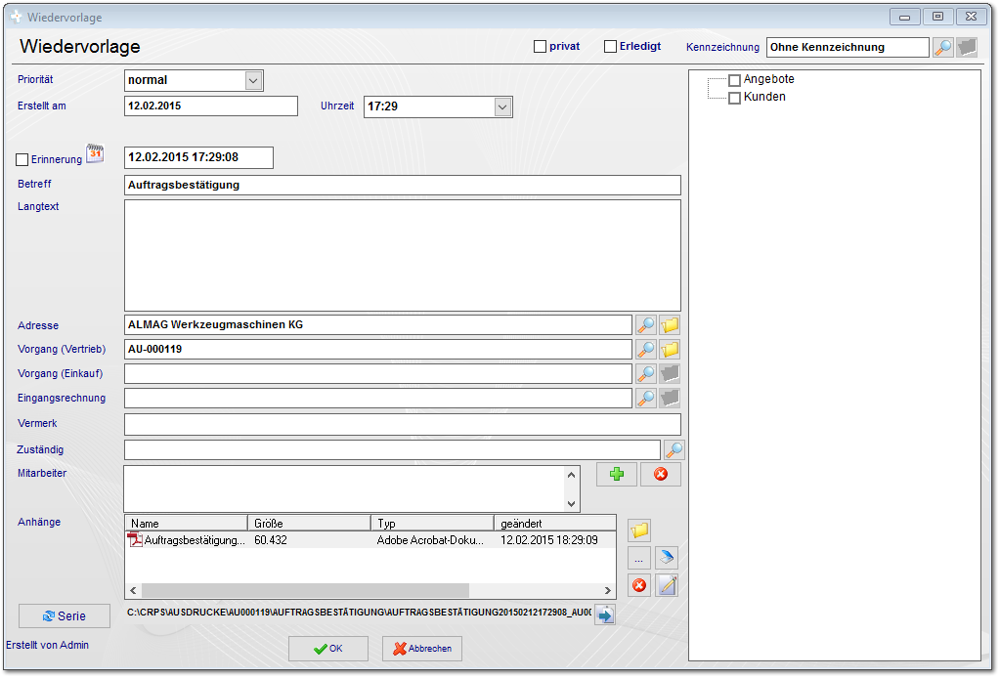 Wiedervorlage
Wiedervorlage
privat
Erledigt
Kennzeichnung
Ohne Kennzeichnung
Priorität
normal
Erstellt am
12.02.2015
Uhrzeit
17:29
Erinnerung
31
12.02.2015 17:29:08
Betreff
Auftragsbestätigung
Langtext
Adresse
ALMAG Werkzeugmaschinen KG
Vorgang (Vertrieb)
AU-000119
Vorgang (Einkauf)
Eingangsrechnung
Vermerk
Zuständig
Mitarbeiter
Anhänge
Name Größe Typ geändert
Auftragsbestätigung... 60.432 Adobe Acrobat-Doku... 12.02.2015 18:29:09
...
Serie
C:\CRPS\AUSDRUCKE\AU000119\AUFTRAGSBESTÄTIGUNG\AUFTRAGSBESTÄTIGUNG20150212172908_AU00
Erstellt von Admin
OK
Abbrechen
Angebote
Kunden